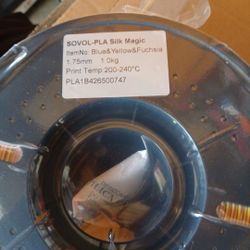 SOVOL-PLA Silk Magic
ItemNo: Blue&Yellow&Fuchsia
1.75mm 1.0kg
Print Temp:200-240°C
PLA1B426500747